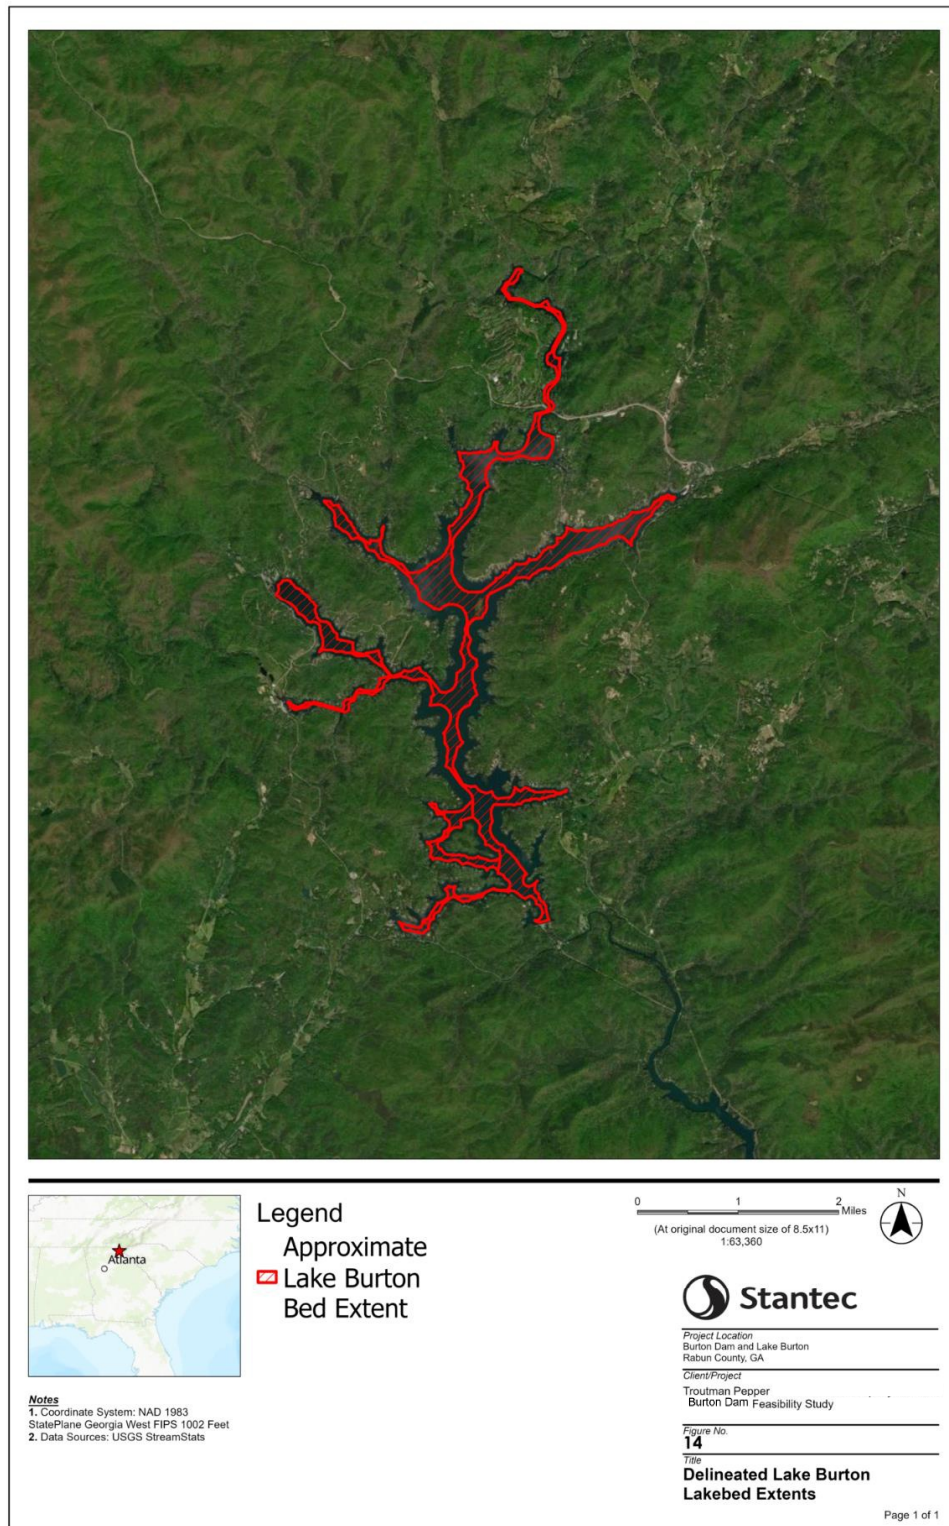 Atlanta
Legend
Approximate
Lake Burton
Bed Extent
0 1 2
Miles
(At original document size of 8.5x11)
1:63,360
N
Stantec
Project Location
Burton Dam and Lake Burton
Rabun County, GA
Client/Project
Troutman Pepper
Burton Dam Feasibility Study
Figure No.
14
Title
Delineated Lake Burton
Lakebed Extents
Page 1 of 1
Notes
1. Coordinate System: NAD 1983
StatePlane Georgia West FIPS 1002 Feet
2. Data Sources: USGS StreamStats